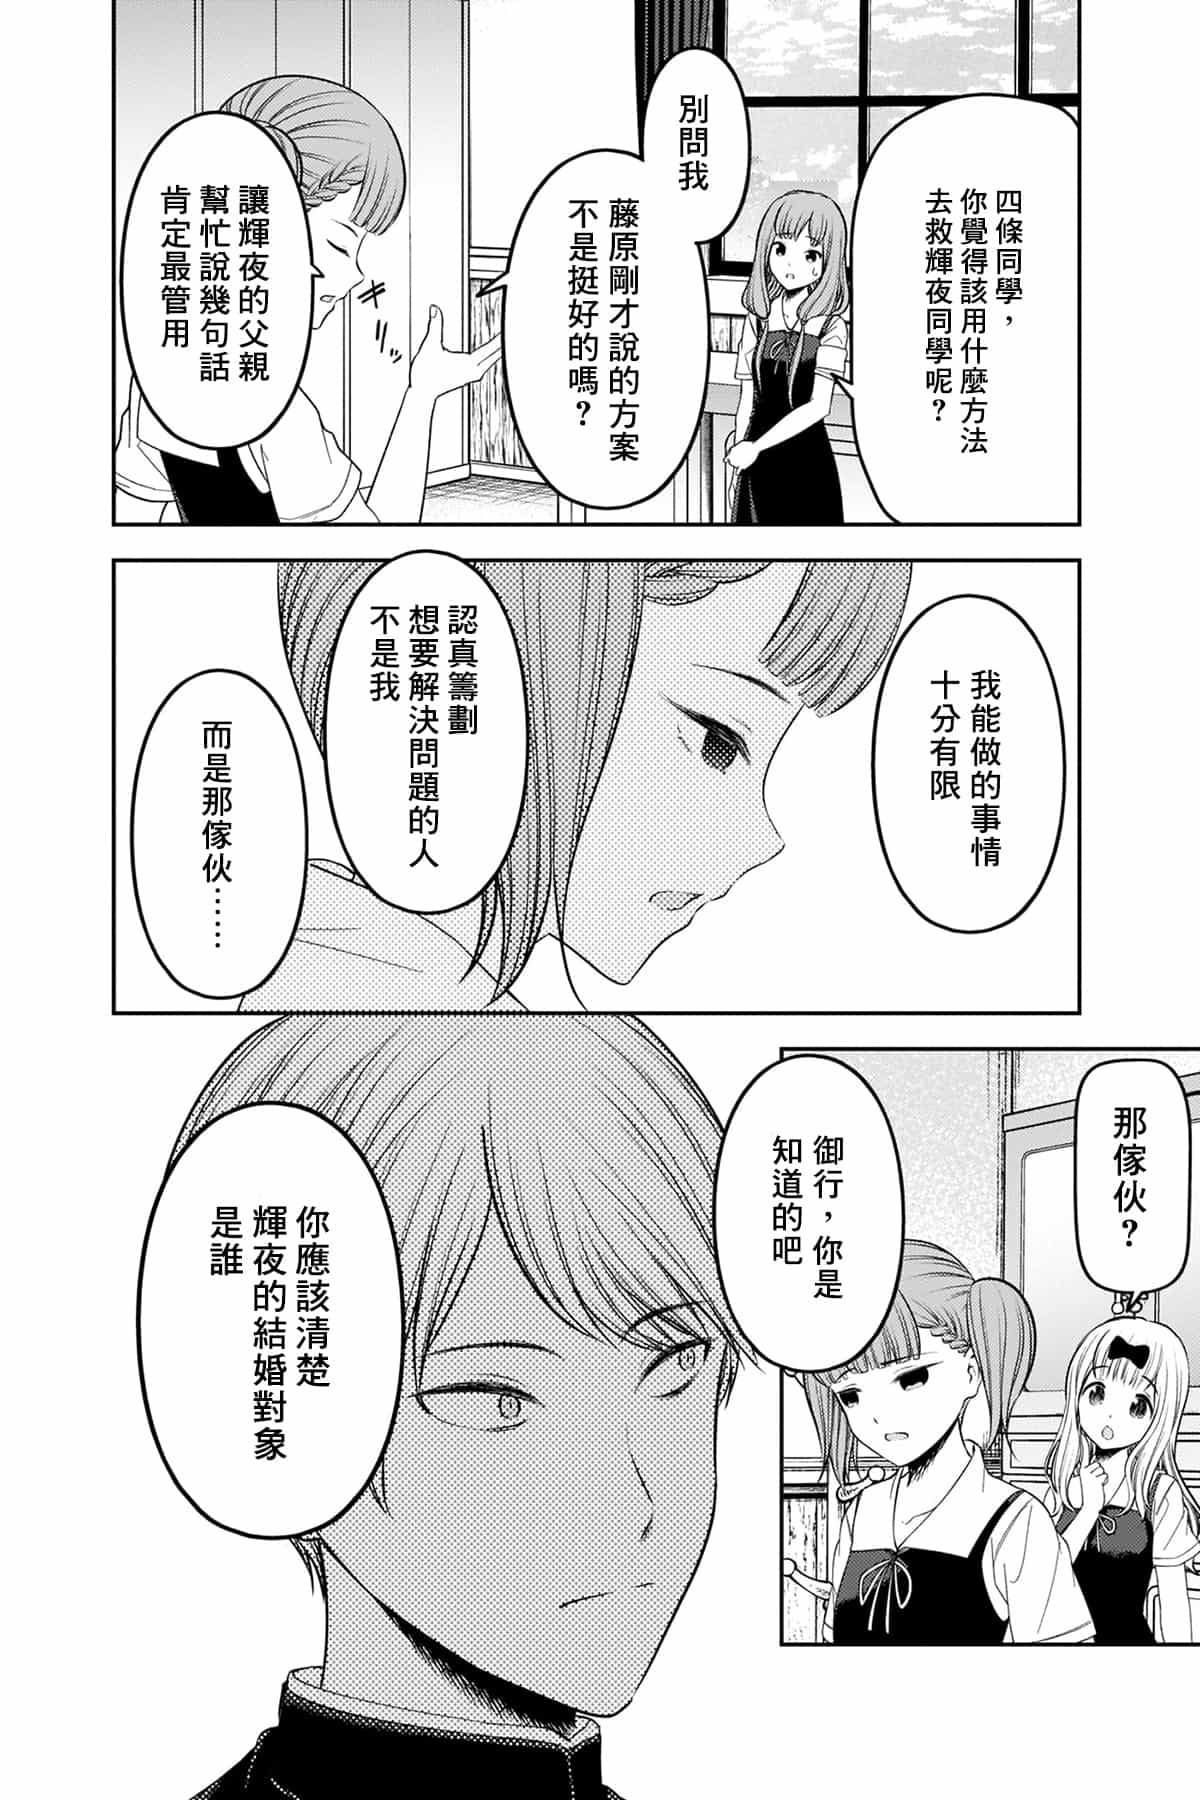 四條同學，
你覺得該用什麼方法
去救輝夜同學呢？
別問我
藤原剛才說的方案
不是挺好的嗎？
讓輝夜的父親
幫忙說幾句話
肯定最管用
我能做的事情
十分有限
認真籌劃
想要解決問題的人
不是我
而是那傢伙……
那傢伙？
御行，你是
知道的吧
你應該清楚
輝夜的結婚對象
是誰